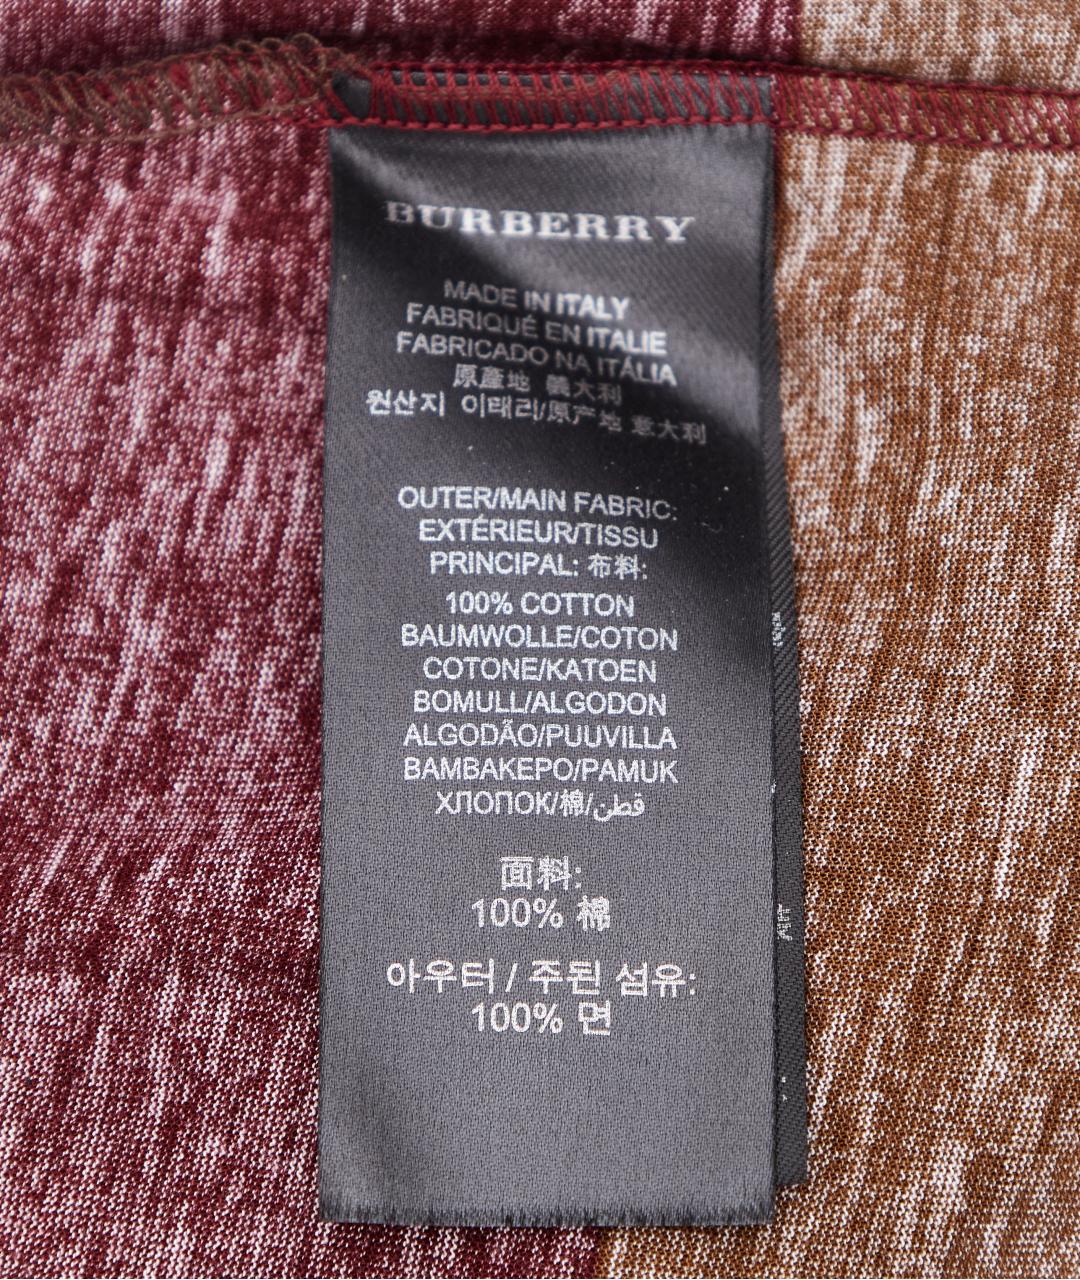 BURBERRY
MADE IN ITALY
FABRIQUÉ EN ITALIE
FABRICADO NA ITÁLIA
原產地 義大利
원산지 이태리/原产地 意大利
OUTER/MAIN FABRIC:
EXTÉRIEUR/TISSU
PRINCIPAL: 布料:
100% COTTON
BAUMWOLLE/COTON
COTONE/KATOEN
BOMULL/ALGODON
ALGODÃO/PUUVILLA
BAMBAKEPO/PAMUK
ХЛОПОК/棉/قطن
面料:
100% 棉
아우터 / 주된 섬유:
100% 면